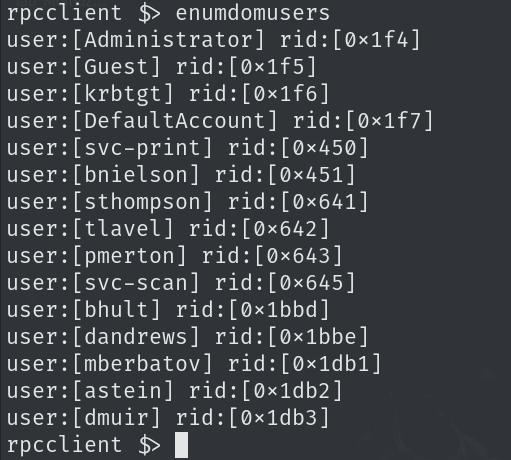 rpcclient $> enumdomusers
user:[Administrator] rid:[0×1f4]
user:[Guest] rid:[0×1f5]
user:[krbtgt] rid:[0×1f6]
user:[DefaultAccount] rid:[0×1f7]
user:[svc-print] rid:[0×450]
user:[bnielson] rid:[0×451]
user:[sthompson] rid:[0×641]
user:[tlavel] rid:[0×642]
user:[pmerton] rid:[0×643]
user:[svc-scan] rid:[0×645]
user:[bhult] rid:[0×1bbd]
user:[dandrews] rid:[0×1bbe]
user:[mberbatov] rid:[0×1db1]
user:[astein] rid:[0×1db2]
user:[dmuir] rid:[0×1db3]
rpcclient $>